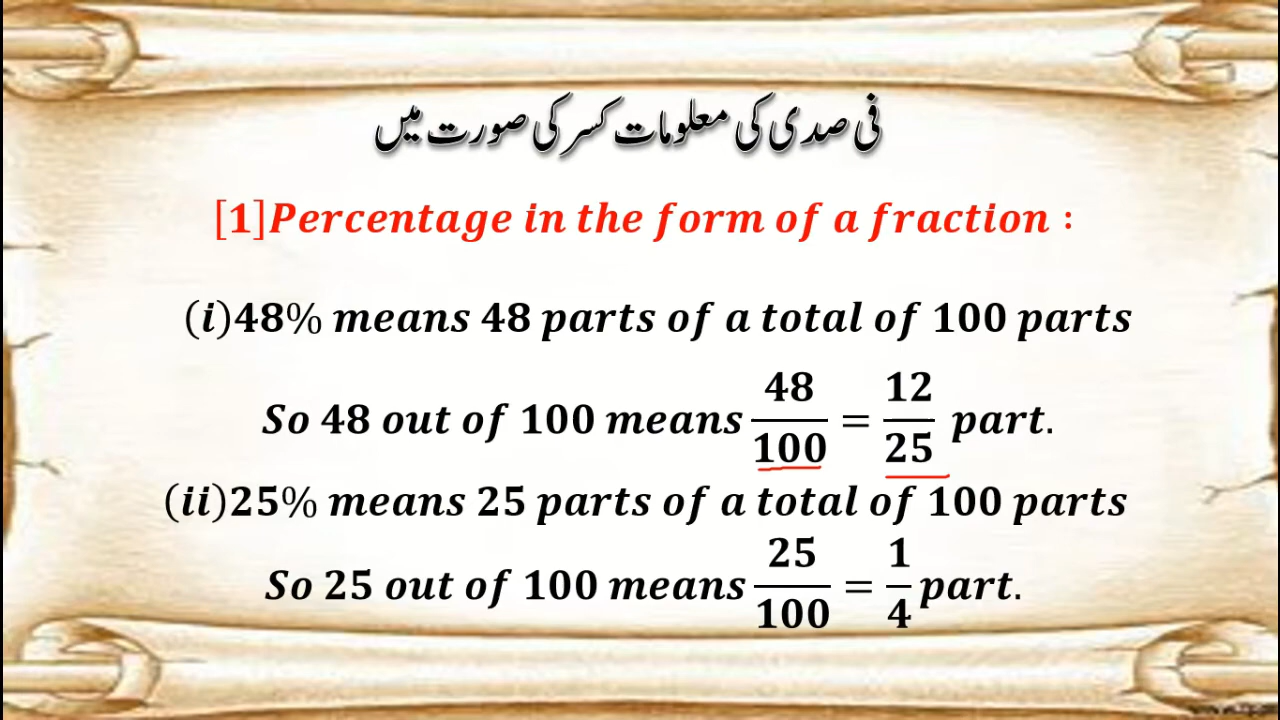 فی صدی کی معلومات کسر کی صورت میں
[1]Percentage in the form of a fraction :
(i)48% means 48 parts of a total of 100 parts
So 48 out of 100 means 48/100 = 12/25 part.
(ii)25% means 25 parts of a total of 100 parts
So 25 out of 100 means 25/100 = 1/4 part.